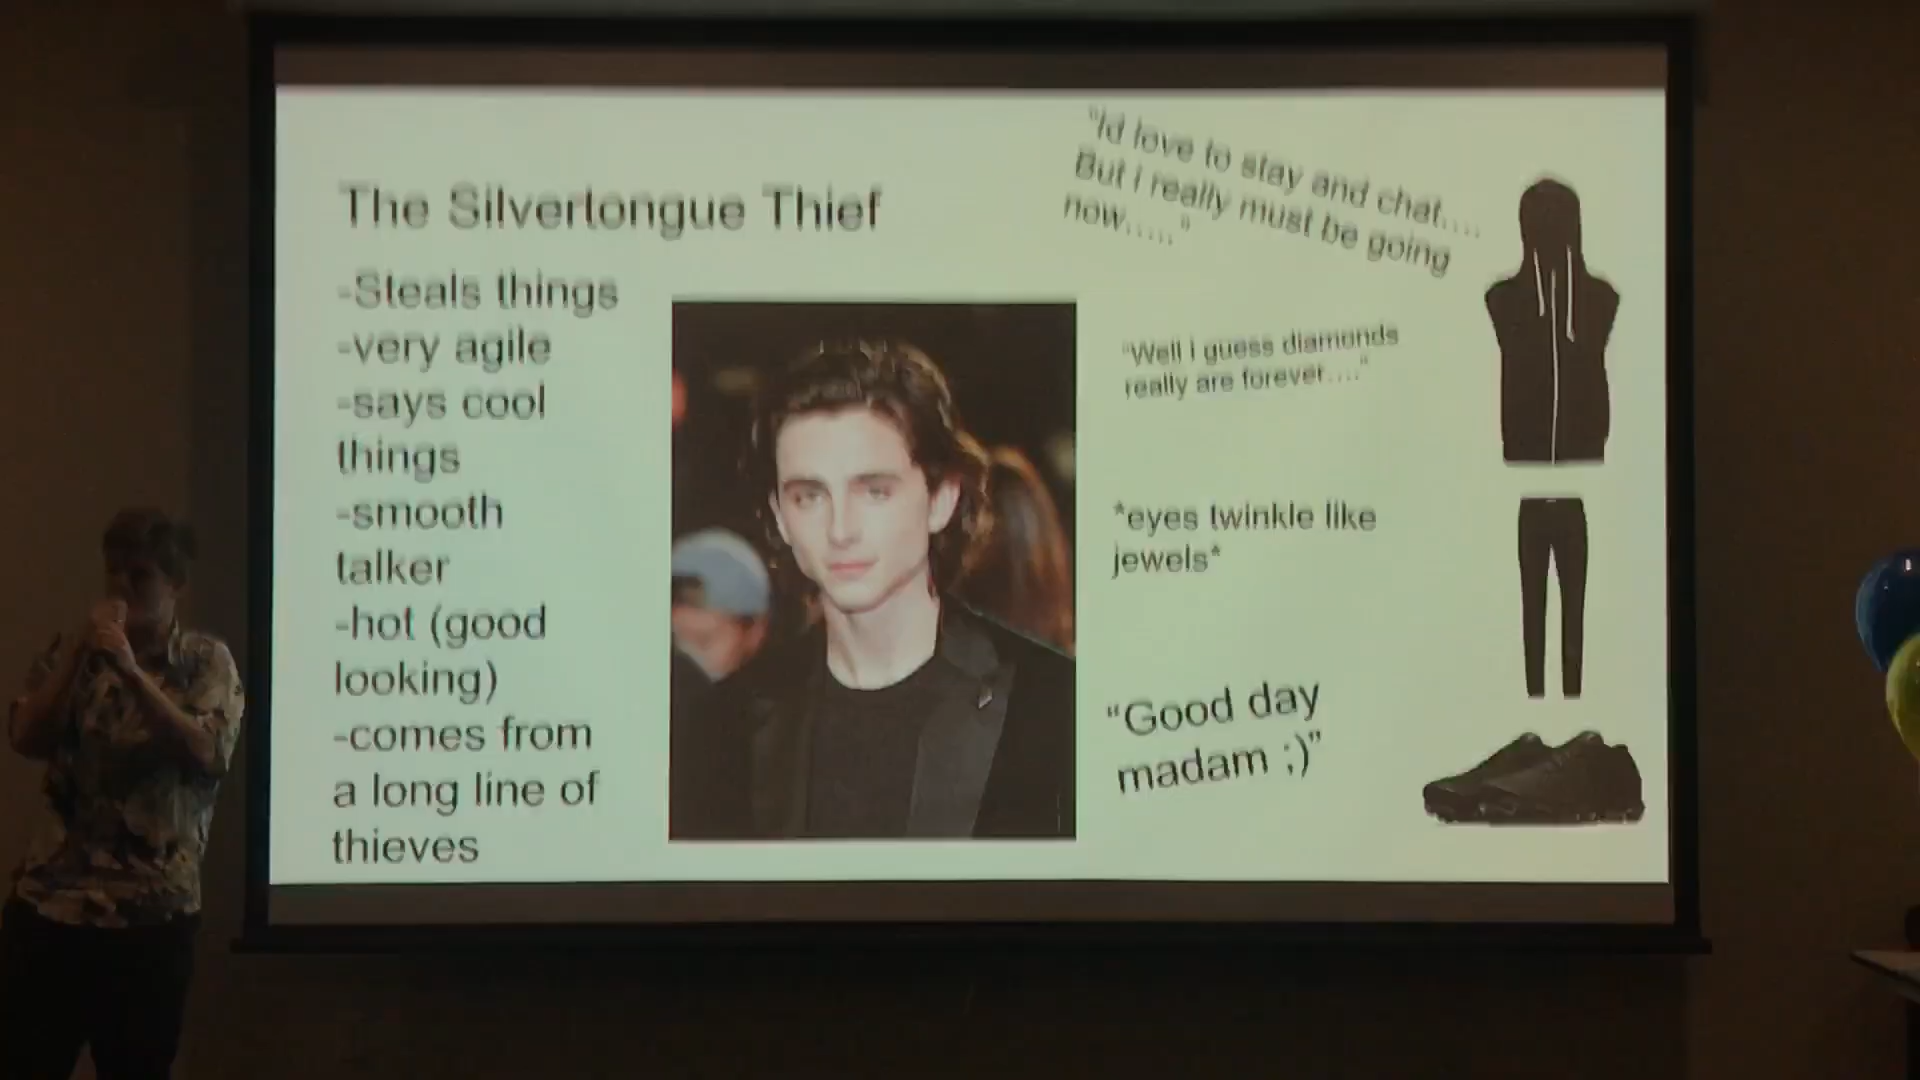 The Silvertongue Thief
-Steals things
-very agile
-says cool
things
-smooth
talker
-hot (good
looking)
-comes from
a long line of
thieves
"Id love to stay and chat....
But i really must be going
now....."
"Well i guess diamonds
really are forever...."
*eyes twinkle like
jewels*
“Good day
madam ;)”